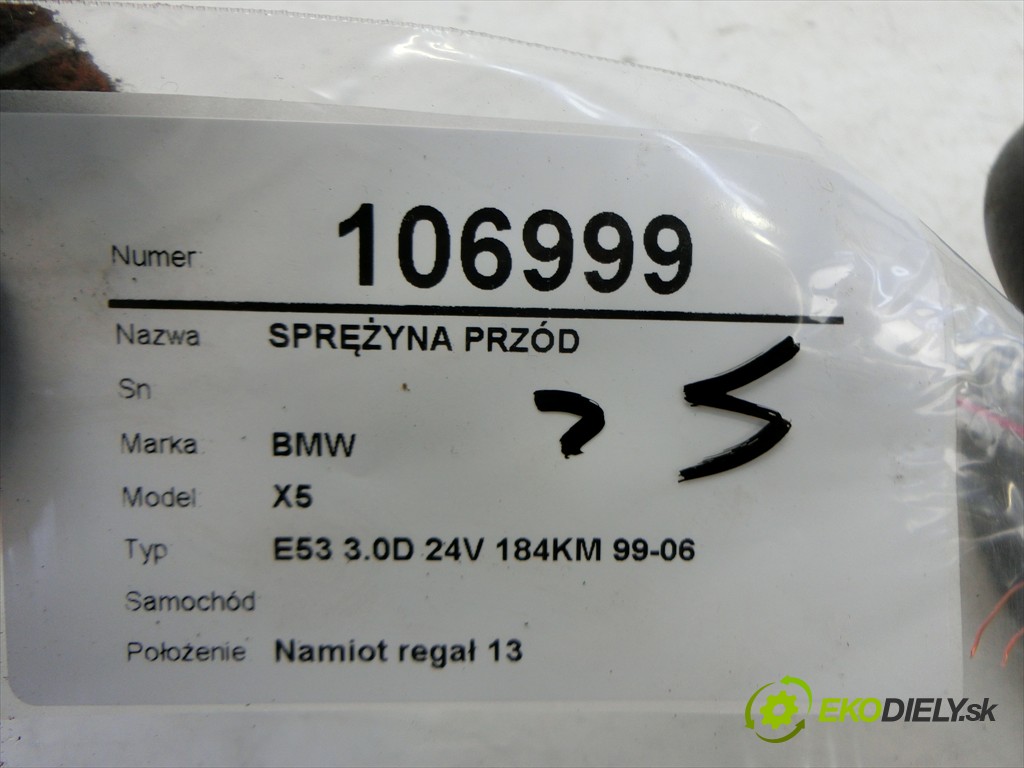 Numer: 106999
Nazwa SPRĘŻYNA PRZÓD
Sn
Marka BMW
Model X5
Typ E53 3.0D 24V 184KM 99-06
Samochód
Położenie Namiot regał 13
EKODIELY.sk